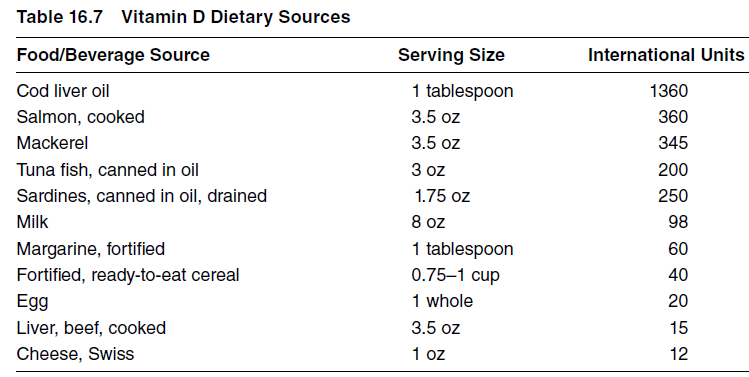 Table 16.7 Vitamin D Dietary Sources
Food/Beverage Source Serving Size International Units
Cod liver oil 1 tablespoon 1360
Salmon, cooked 3.5 oz 360
Mackerel 3.5 oz 345
Tuna fish, canned in oil 3 oz 200
Sardines, canned in oil, drained 1.75 oz 250
Milk 8 oz 98
Margarine, fortified 1 tablespoon 60
Fortified, ready-to-eat cereal 0.75–1 cup 40
Egg 1 whole 20
Liver, beef, cooked 3.5 oz 15
Cheese, Swiss 1 oz 12